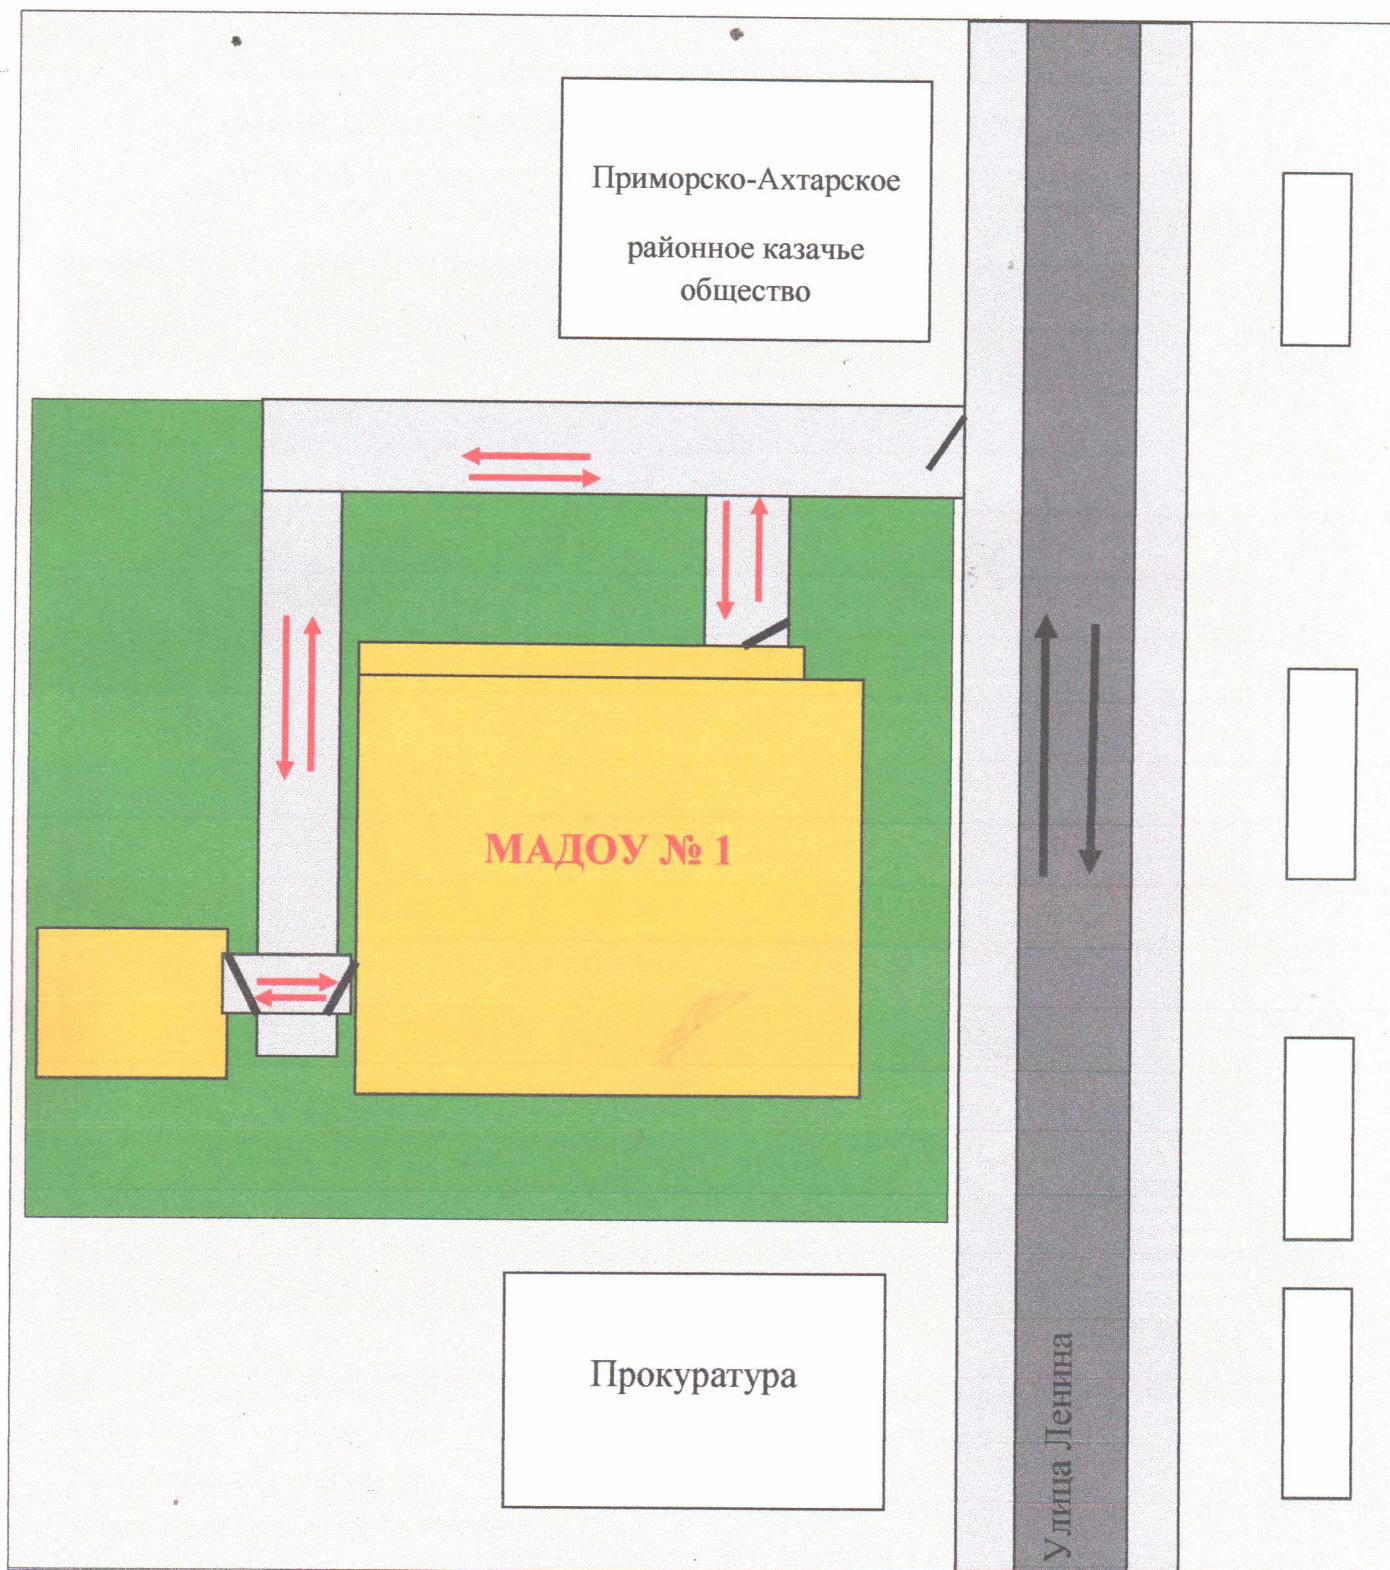 Приморско-Ахтарское
районное казачье
общество
МАДОУ № 1
Прокуратура
Улица Ленина